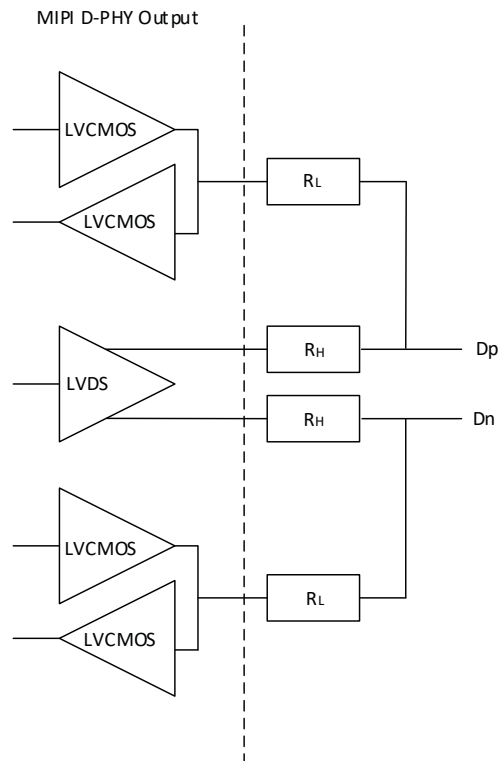 MIPI D-PHY Output
LVCMOS
RL
LVCMOS
RH
Dp
LVDS
RH
Dn
LVCMOS
RL
LVCMOS